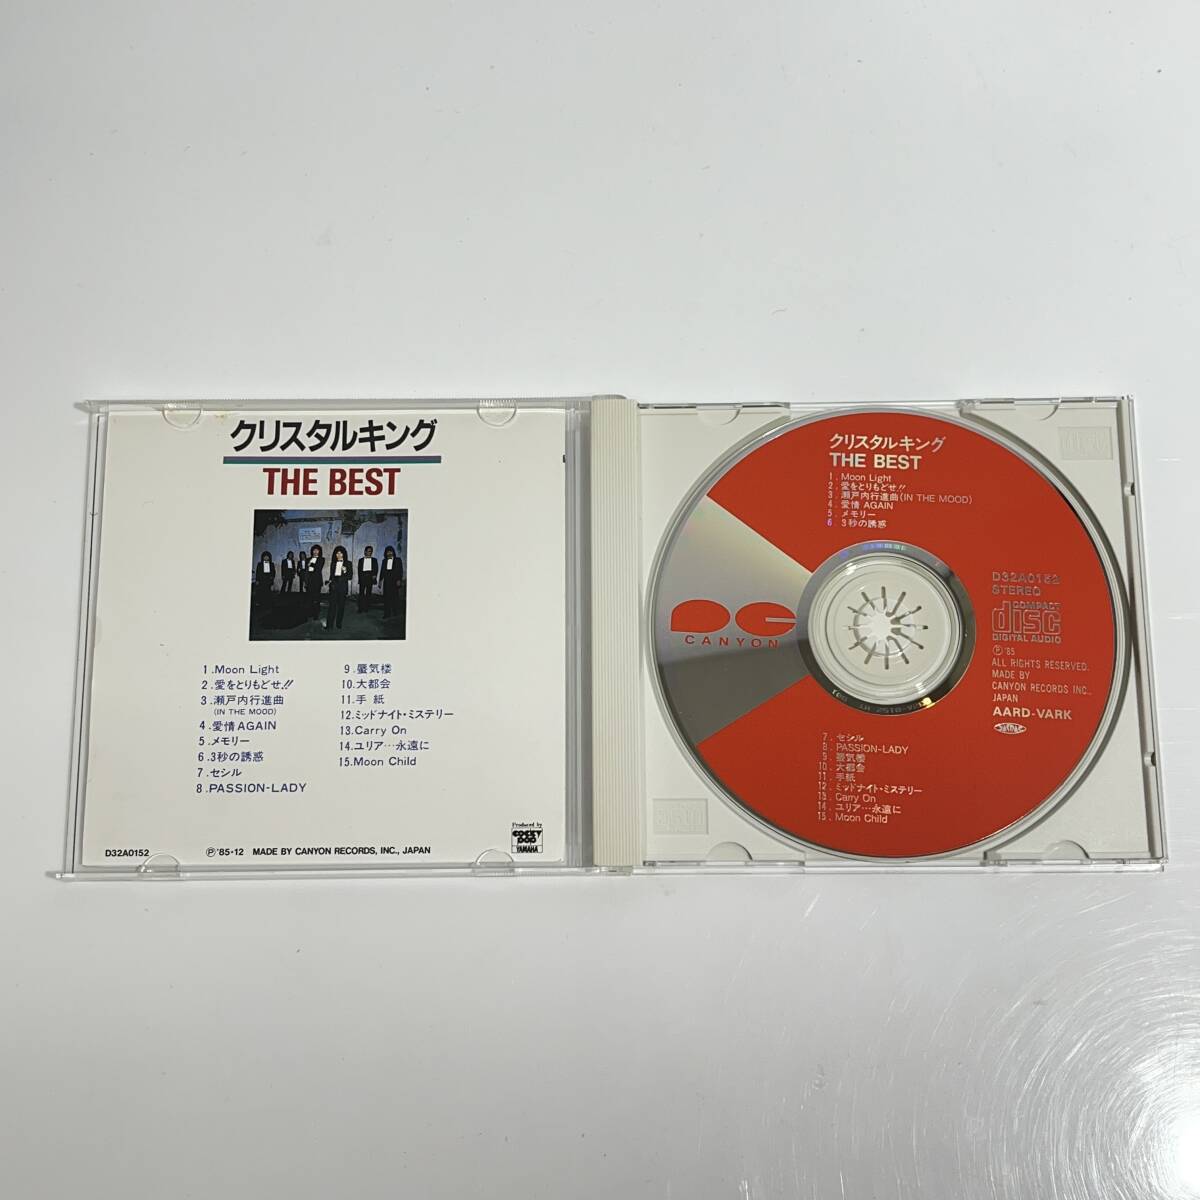 クリスタルキング
THE BEST
1.Moon Light
2.愛をとりもどせ.!!
3.瀬戸内行進曲
(IN THE MOOD)
4.愛情AGAIN
5.メモリー
6.3秒の誘惑
7.セシル
8.PASSION-LADY
9.蜃気楼
10.大都会
11.手紙
12.ミッドナイト・ミステリー
13.Carry On
14.ユリア…永遠に
15.Moon Child
D32A0152
Ⓟ'85・12 MADE BY CANYON RECORDS, INC., JAPAN
Produced by
YAMAHA
クリスタルキング
THE BEST
1. Moon Light
2. 愛をとりもどせ.!!
3. 瀬戸内行進曲(IN THE MOOD)
4. 愛情 AGAIN
5. メモリー
6. 3秒の誘惑
CANYON
D32A0152
STEREO
COMPACT
disc
DIGITAL AUDIO
Ⓟ'85
ALL RIGHTS RESERVED.
MADE BY
CANYON RECORDS INC.,
JAPAN
AARD-VARK
7. セシル
8. PASSION-LADY
9. 蜃気楼
10. 大都会
11. 手紙
12. ミッドナイト・ミステリー
13. Carry On
14. ユリア…永遠に
15. Moon Child